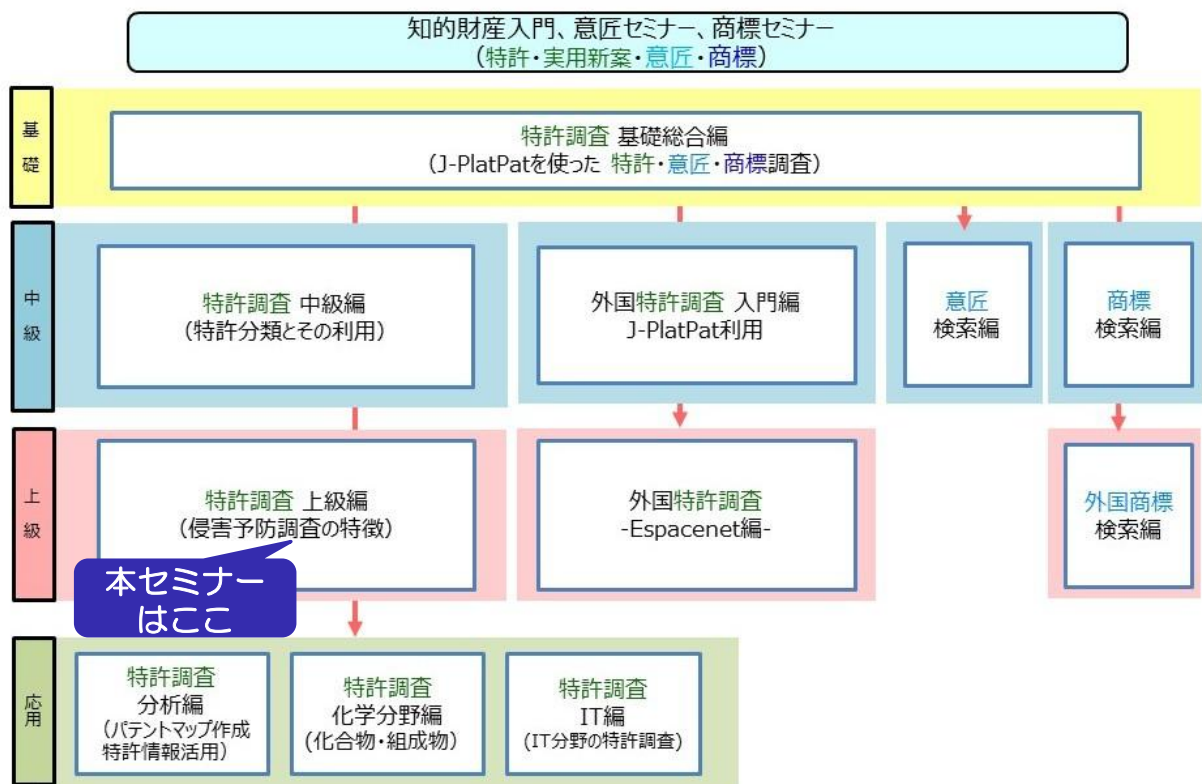 知的財産入門、意匠セミナー、商標セミナー
(特許・実用新案・意匠・商標)
基
礎
特許調査 基礎総合編
(J-PlatPatを使った 特許・意匠・商標調査)
中
級
特許調査 中級編
(特許分類とその利用)
外国特許調査 入門編
J-PlatPat利用
意匠
検索編
商標
検索編
上
級
特許調査 上級編
(侵害予防調査の特徴)
本セミナー
はここ
外国特許調査
-Espacenet編-
外国商標
検索編
応
用
特許調査
分析編
(パテントマップ作成
特許情報活用)
特許調査
化学分野編
(化合物・組成物)
特許調査
IT編
(IT分野の特許調査)